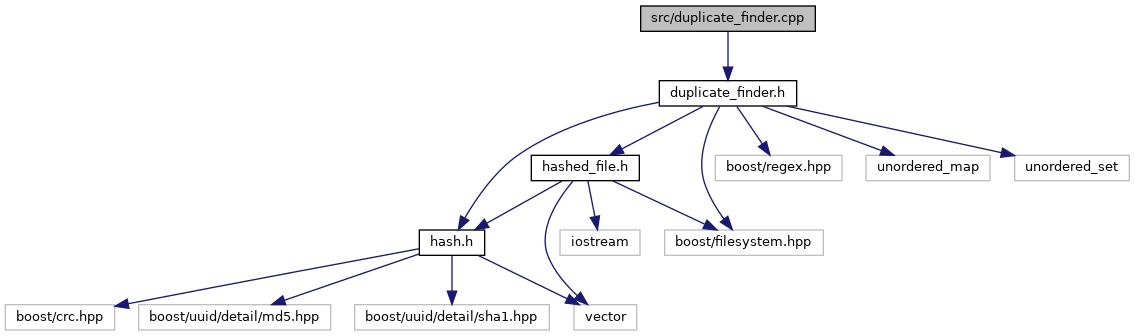 src/duplicate_finder.cpp
duplicate_finder.h
hashed_file.h
boost/regex.hpp
unordered_map
unordered_set
hash.h
iostream
boost/filesystem.hpp
boost/crc.hpp
boost/uuid/detail/md5.hpp
boost/uuid/detail/sha1.hpp
vector